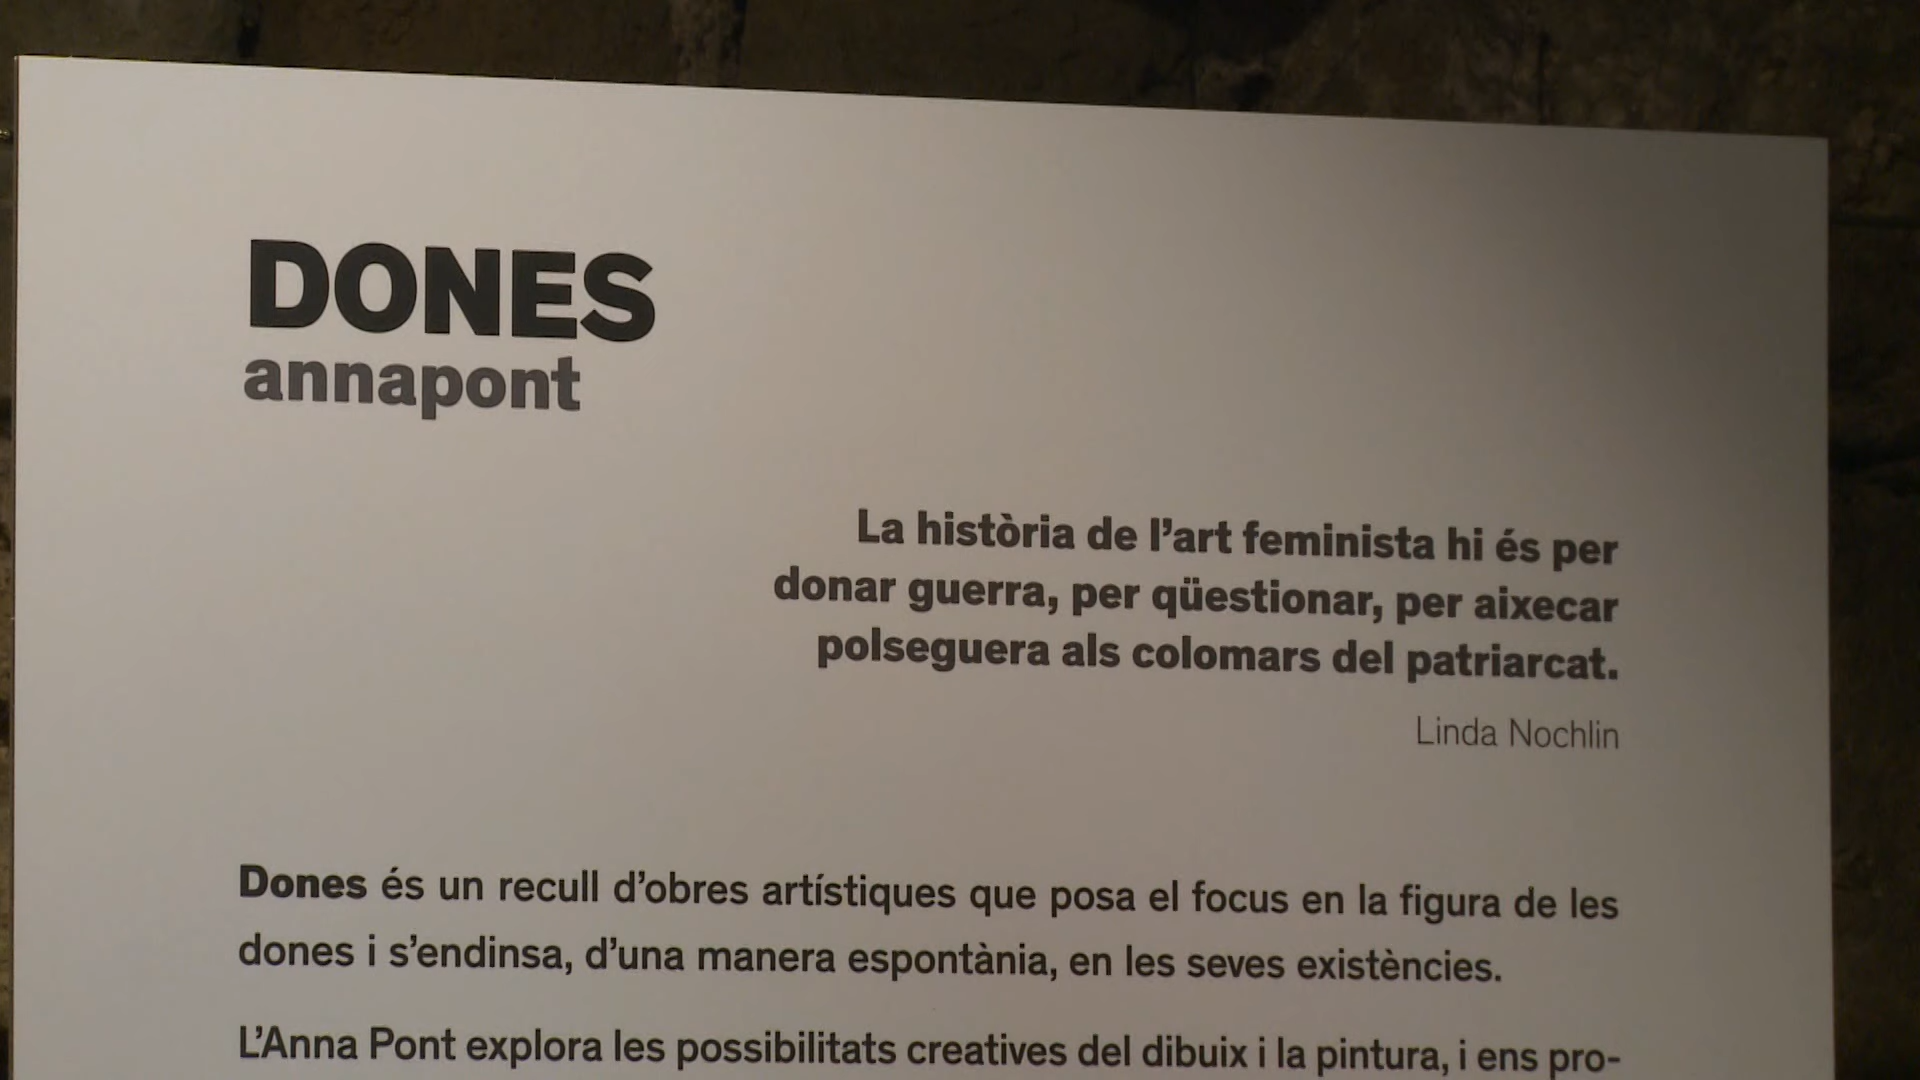 DONES
annapont
La història de l’art feminista hi és per
donar guerra, per qüestionar, per aixecar
polseguera als colomars del patriarcat.
Linda Nochlin
Dones és un recull d’obres artístiques que posa el focus en la figura de les
dones i s’endinsa, d’una manera espontània, en les seves existències.
L’Anna Pont explora les possibilitats creatives del dibuix i la pintura, i ens pro-